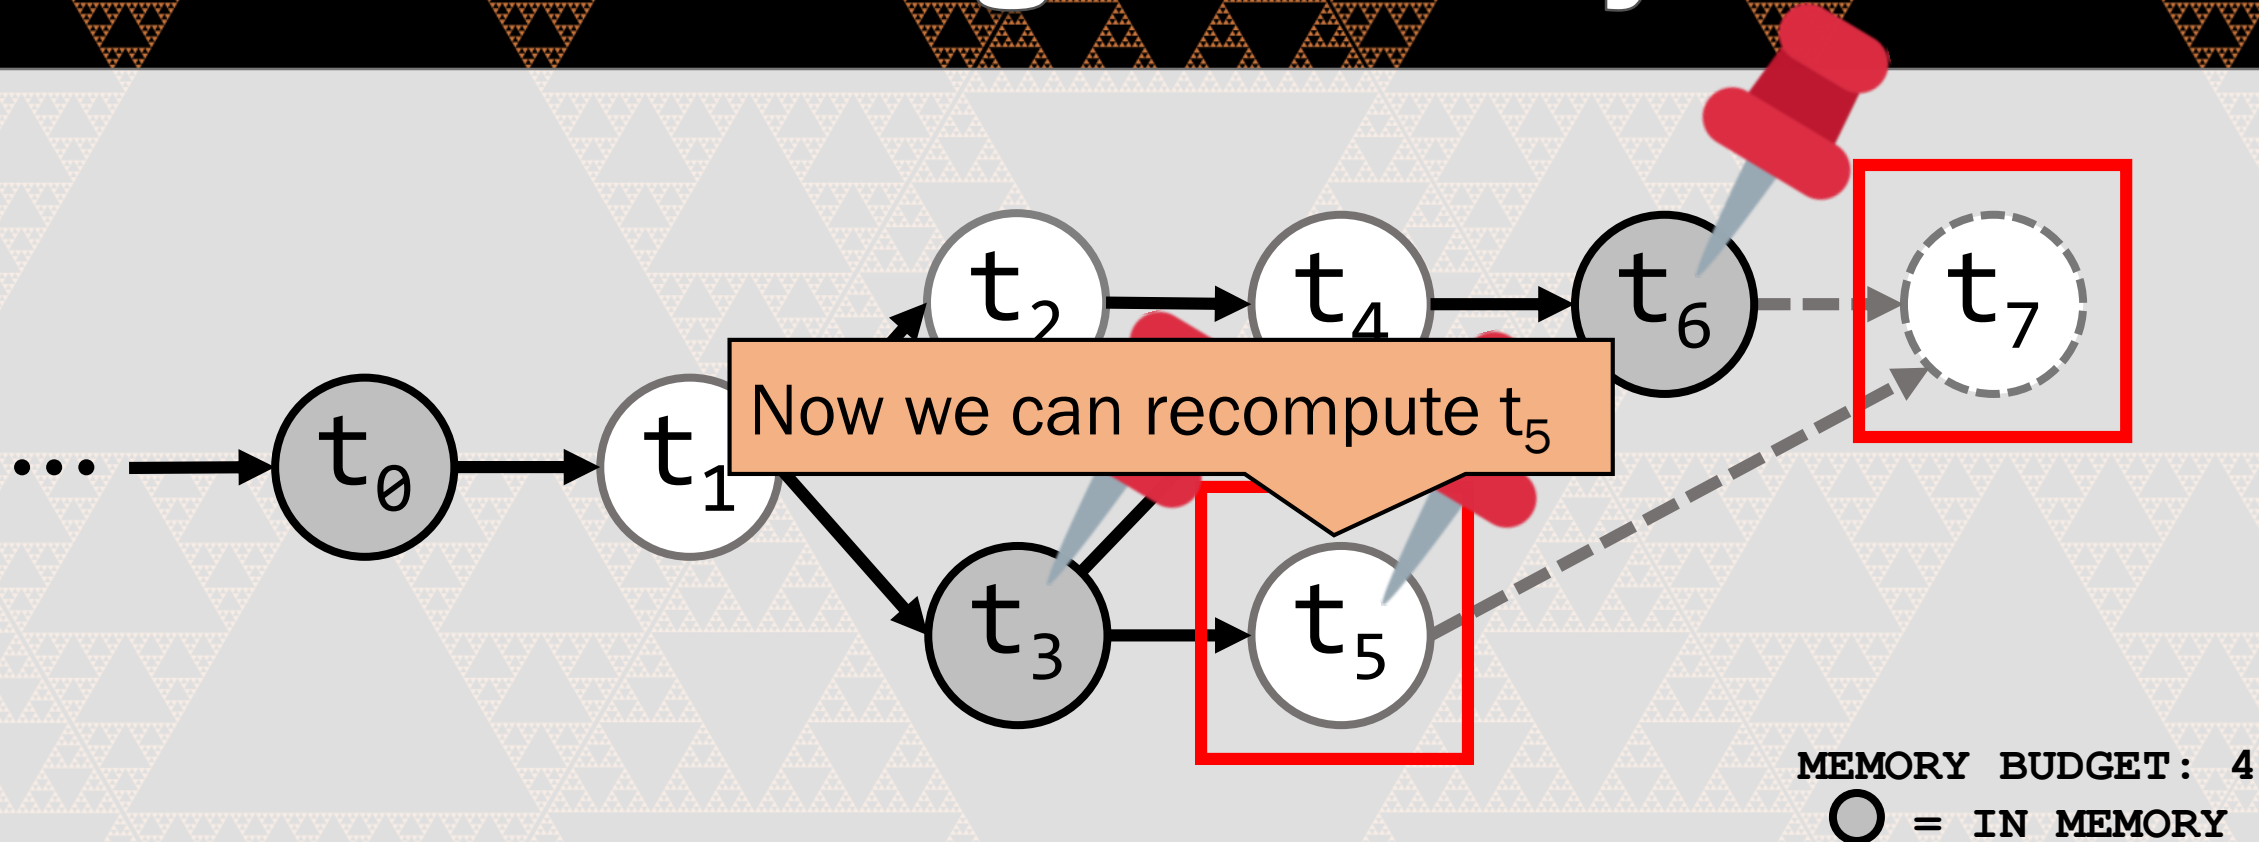 t₂ t₄ t₆ t₇
Now we can recompute t₅
... t₀ t₁
t₃ t₅
MEMORY BUDGET: 4
= IN MEMORY